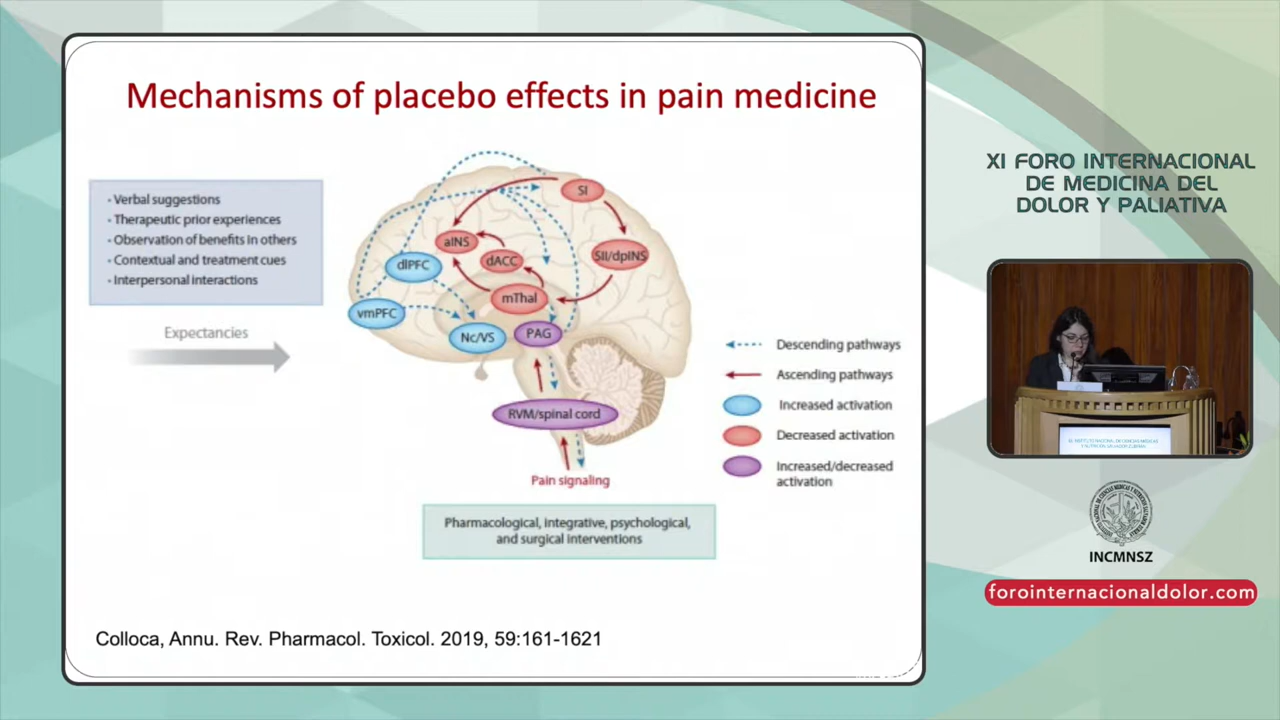 Mechanisms of placebo effects in pain medicine
· Verbal suggestions
· Therapeutic prior experiences
· Observation of benefits in others
· Contextual and treatment cues
· Interpersonal interactions
Expectancies
SI
aINS
SII/dpINS
dACC
dlPFC
mThal
vmPFC
Nc/VS
PAG
RVM/spinal cord
Pain signaling
Descending pathways
Ascending pathways
Increased activation
Decreased activation
Increased/decreased
activation
Pharmacological, integrative, psychological,
and surgical interventions
Colloca, Annu. Rev. Pharmacol. Toxicol. 2019, 59:161-1621
XI FORO INTERNACIONAL
DE MEDICINA DEL
DOLOR Y PALIATIVA
INCMNSZ
forointernacionaldolor.com